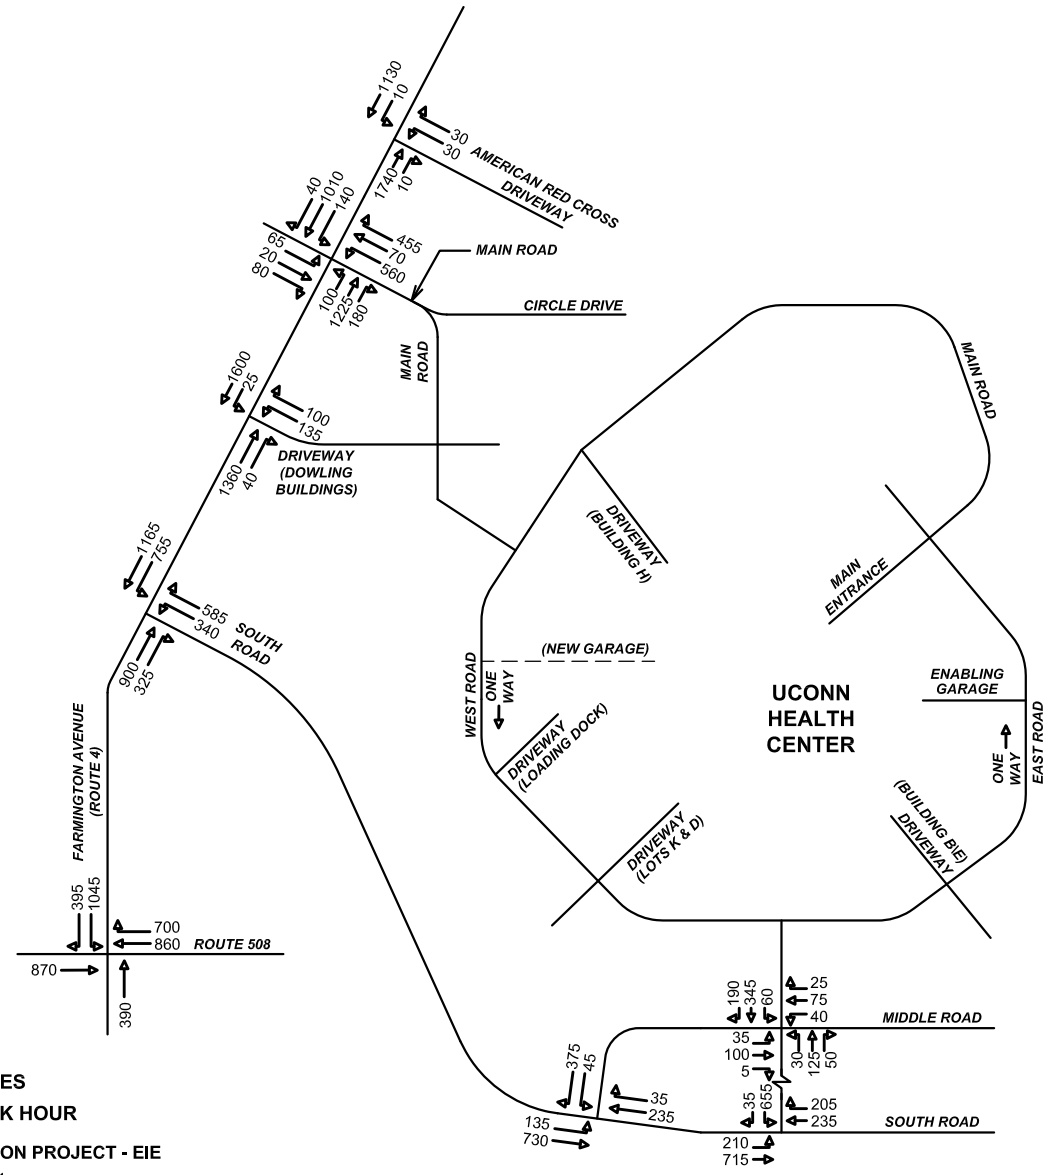 1130
10
30
30
AMERICAN RED CROSS
DRIVEWAY
1740
10
40
1010
140
65
20
80
455
70
560
MAIN ROAD
100
1225
180
CIRCLE DRIVE
MAIN
ROAD
MAIN ROAD
1600
25
100
135
1360
40
DRIVEWAY
(DOWLING
BUILDINGS)
DRIVEWAY
(BUILDING H)
MAIN
ENTRANCE
1165
755
585
340
SOUTH
ROAD
900
325
(NEW GARAGE)
WEST ROAD
ONE
WAY
ENABLING
GARAGE
UCONN
HEALTH
CENTER
ONE
WAY
EAST ROAD
DRIVEWAY
(LOADING DOCK)
FARMINGTON AVENUE
(ROUTE 4)
DRIVEWAY
(LOTS K & D)
(BUILDING B\E)
DRIVEWAY
395
1045
700
860
ROUTE 508
870
390
190
345
60
25
75
40
MIDDLE ROAD
35
100
5
30
125
50
375
45
35
235
135
730
35
655
205
235
SOUTH ROAD
210
715
ES
K HOUR
ON PROJECT - EIE